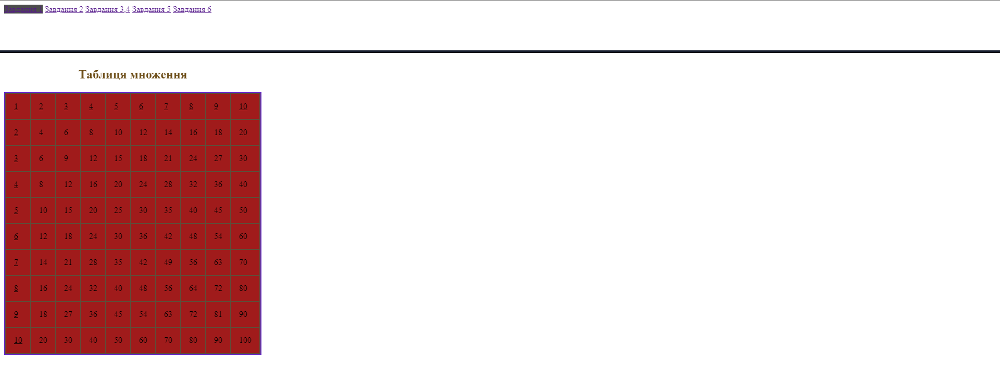 Завдання 1 Завдання 2 Завдання 3,4 Завдання 5 Завдання 6
Таблиця множення
1 2 3 4 5 6 7 8 9 10
2 4 6 8 10 12 14 16 18 20
3 6 9 12 15 18 21 24 27 30
4 8 12 16 20 24 28 32 36 40
5 10 15 20 25 30 35 40 45 50
6 12 18 24 30 36 42 48 54 60
7 14 21 28 35 42 49 56 63 70
8 16 24 32 40 48 56 64 72 80
9 18 27 36 45 54 63 72 81 90
10 20 30 40 50 60 70 80 90 100